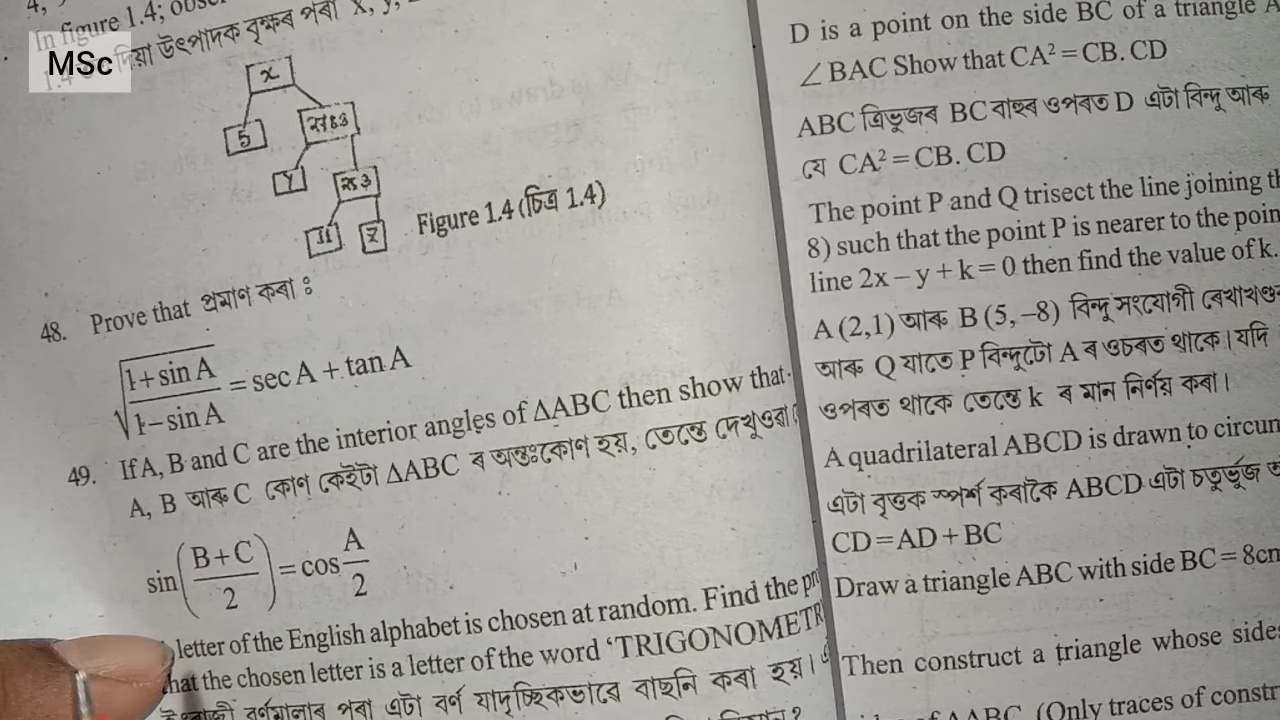 In figure 1.4;
দিয়া উৎপাদক বৃক্ষৰ পৰা x, y,
MSc
x
5
2783
y
253
11
z
Figure 1.4 (চিত্ৰ 1.4)
48. Prove that প্ৰমাণ কৰা ঃ
√((1+sin A)/(1−sin A)) = sec A + tan A
49. If A, B and C are the interior angles of ΔABC then show that
A, B আৰু C কোণ কেইটা ΔABC ৰ অন্তঃকোণ হয়, তেন্তে দেখুওৱা
sin((B+C)/2) = cos A/2
letter of the English alphabet is chosen at random. Find the
that the chosen letter is a letter of the word ‘TRIGONOMETR
বৰ্ণমালাৰ পৰা এটা বৰ্ণ যাদৃচ্ছিকভাৱে বাছনি কৰা হয়।
D is a point on the side BC of a triangle A
∠BAC Show that CA² = CB. CD
ABC ত্ৰিভূজৰ BC বাহুৰ ওপৰত D এটা বিন্দু আৰু
যে CA² = CB. CD
The point P and Q trisect the line joining th
8) such that the point P is nearer to the poin
line 2x – y + k = 0 then find the value of k.
A (2,1) আৰু B (5, –8) বিন্দু সংযোগী ৰেখাখণ্ডৰ
আৰু Q যাতে P বিন্দুটো A ৰ ওচৰত থাকে। যদি
ওপৰত থাকে তেন্তে k ৰ মান নিৰ্ণয় কৰা।
A quadrilateral ABCD is drawn to circum
এটা বৃত্তক স্পৰ্শ কৰাকৈ ABCD এটা চতুৰ্ভূজ
CD = AD + BC
Draw a triangle ABC with side BC = 8cm
Then construct a triangle whose sides
of ΔABC. (Only traces of constr